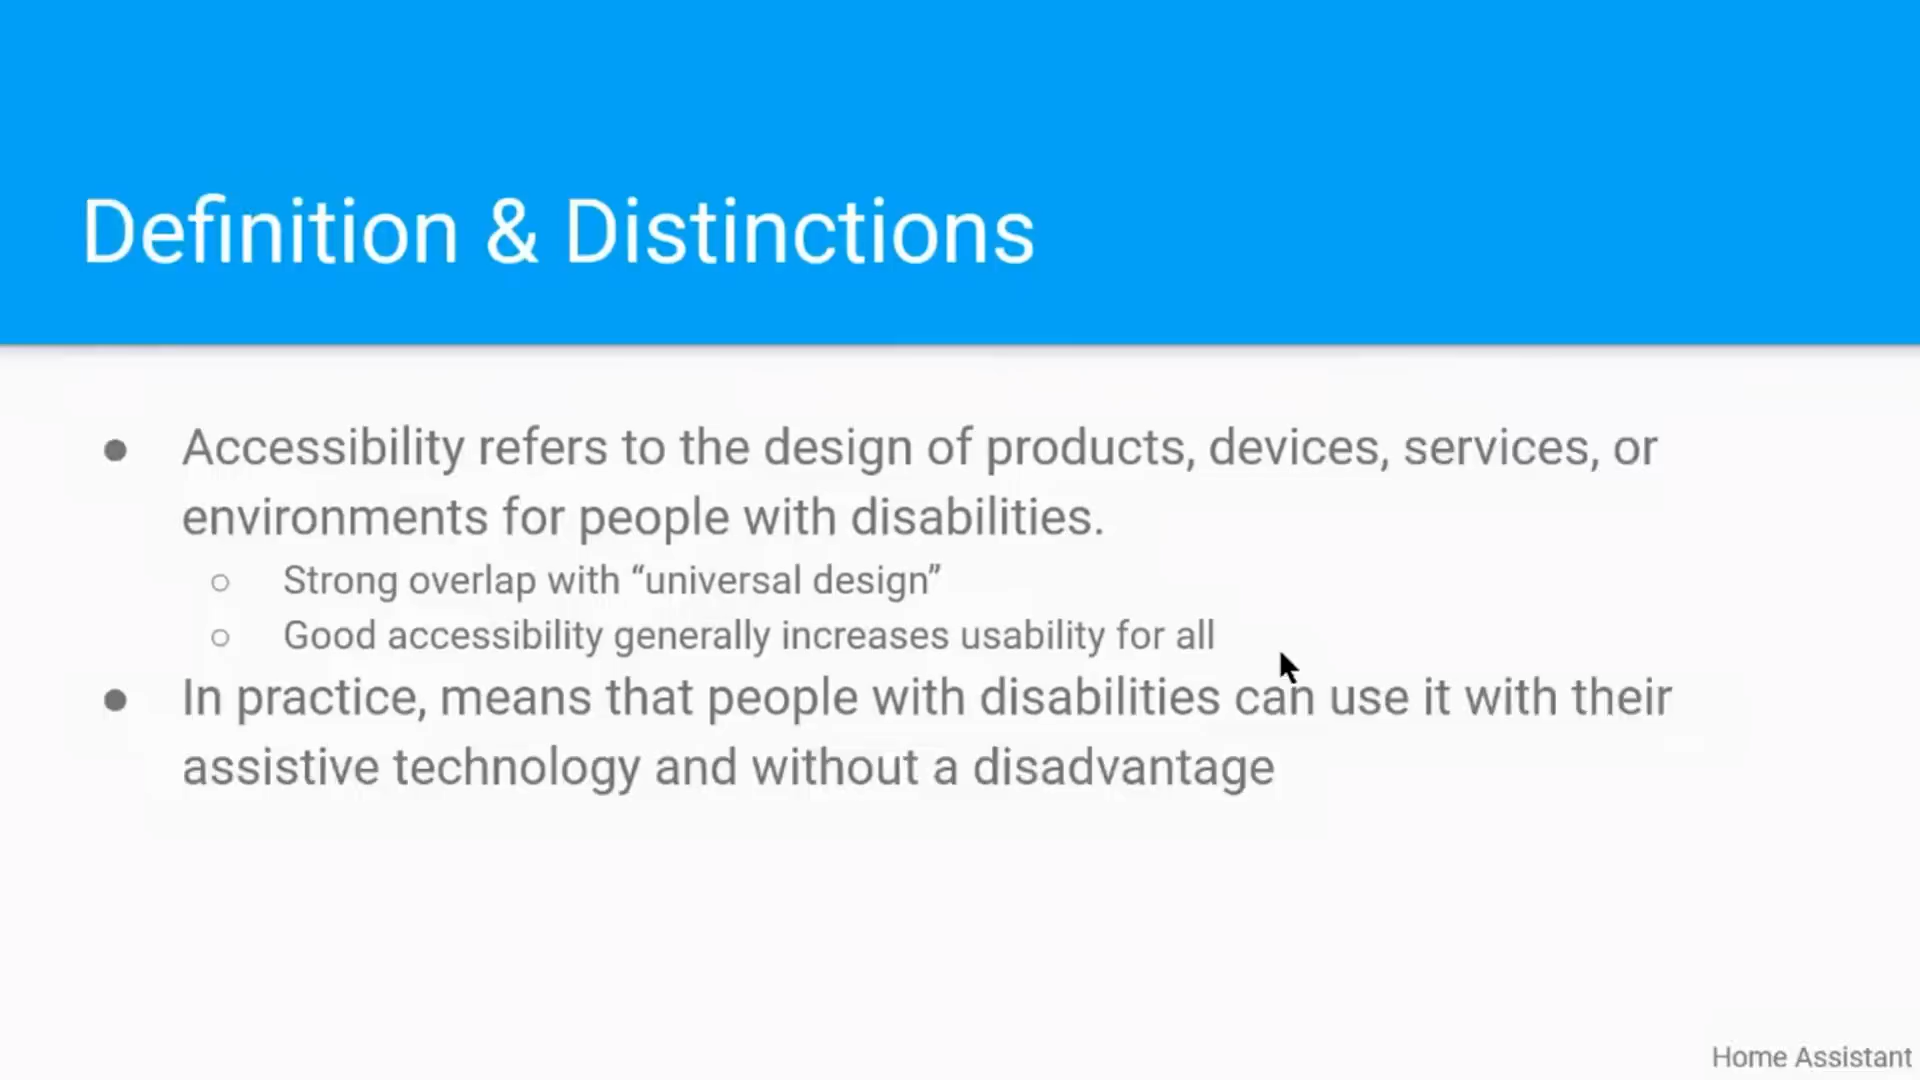 Definition & Distinctions
● Accessibility refers to the design of products, devices, services, or
environments for people with disabilities.
○ Strong overlap with “universal design”
○ Good accessibility generally increases usability for all
● In practice, means that people with disabilities can use it with their
assistive technology and without a disadvantage
Home Assistant